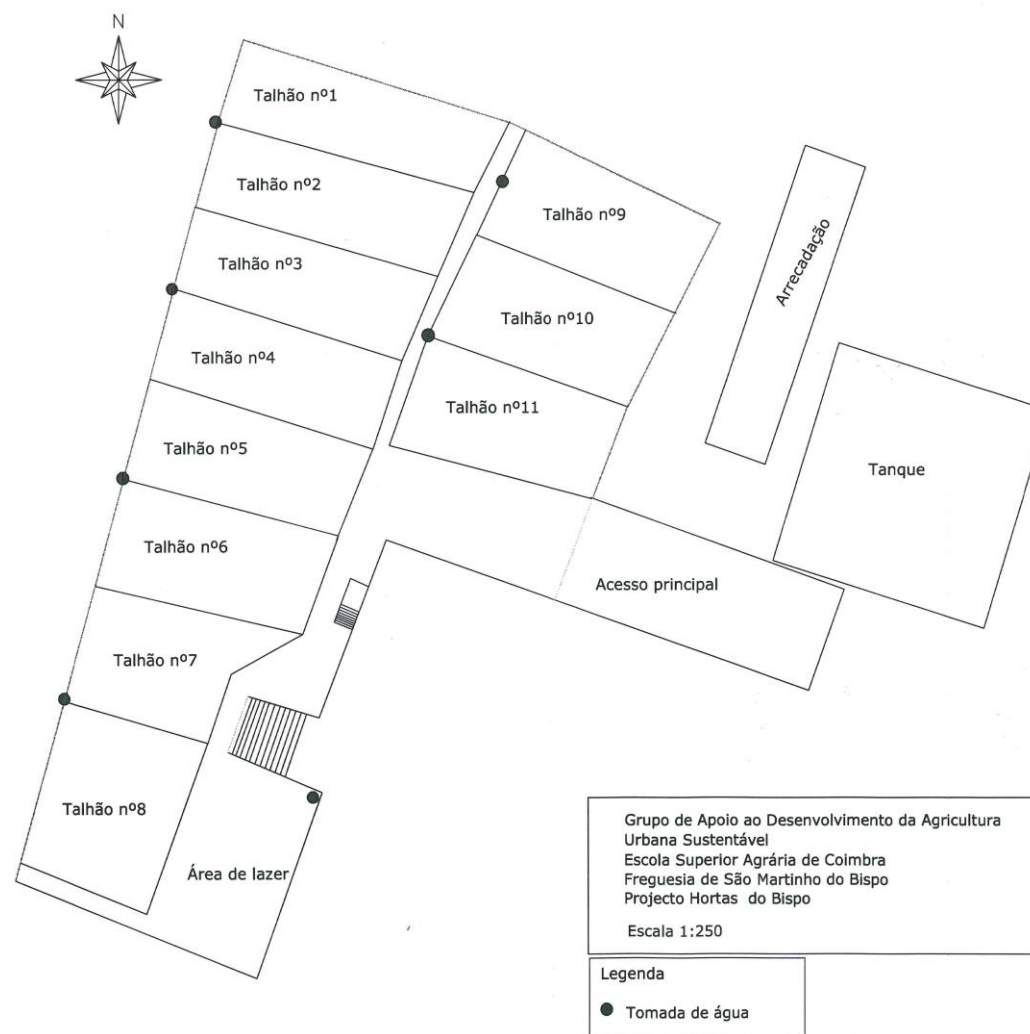 N
Talhão nº1
Talhão nº2
Talhão nº3
Talhão nº4
Talhão nº5
Talhão nº6
Talhão nº7
Talhão nº8
Talhão nº9
Talhão nº10
Talhão nº11
Arrecadação
Tanque
Acesso principal
Área de lazer
Grupo de Apoio ao Desenvolvimento da Agricultura
Urbana Sustentável
Escola Superior Agrária de Coimbra
Freguesia de São Martinho do Bispo
Projecto Hortas do Bispo
Escala 1:250
Legenda
Tomada de água